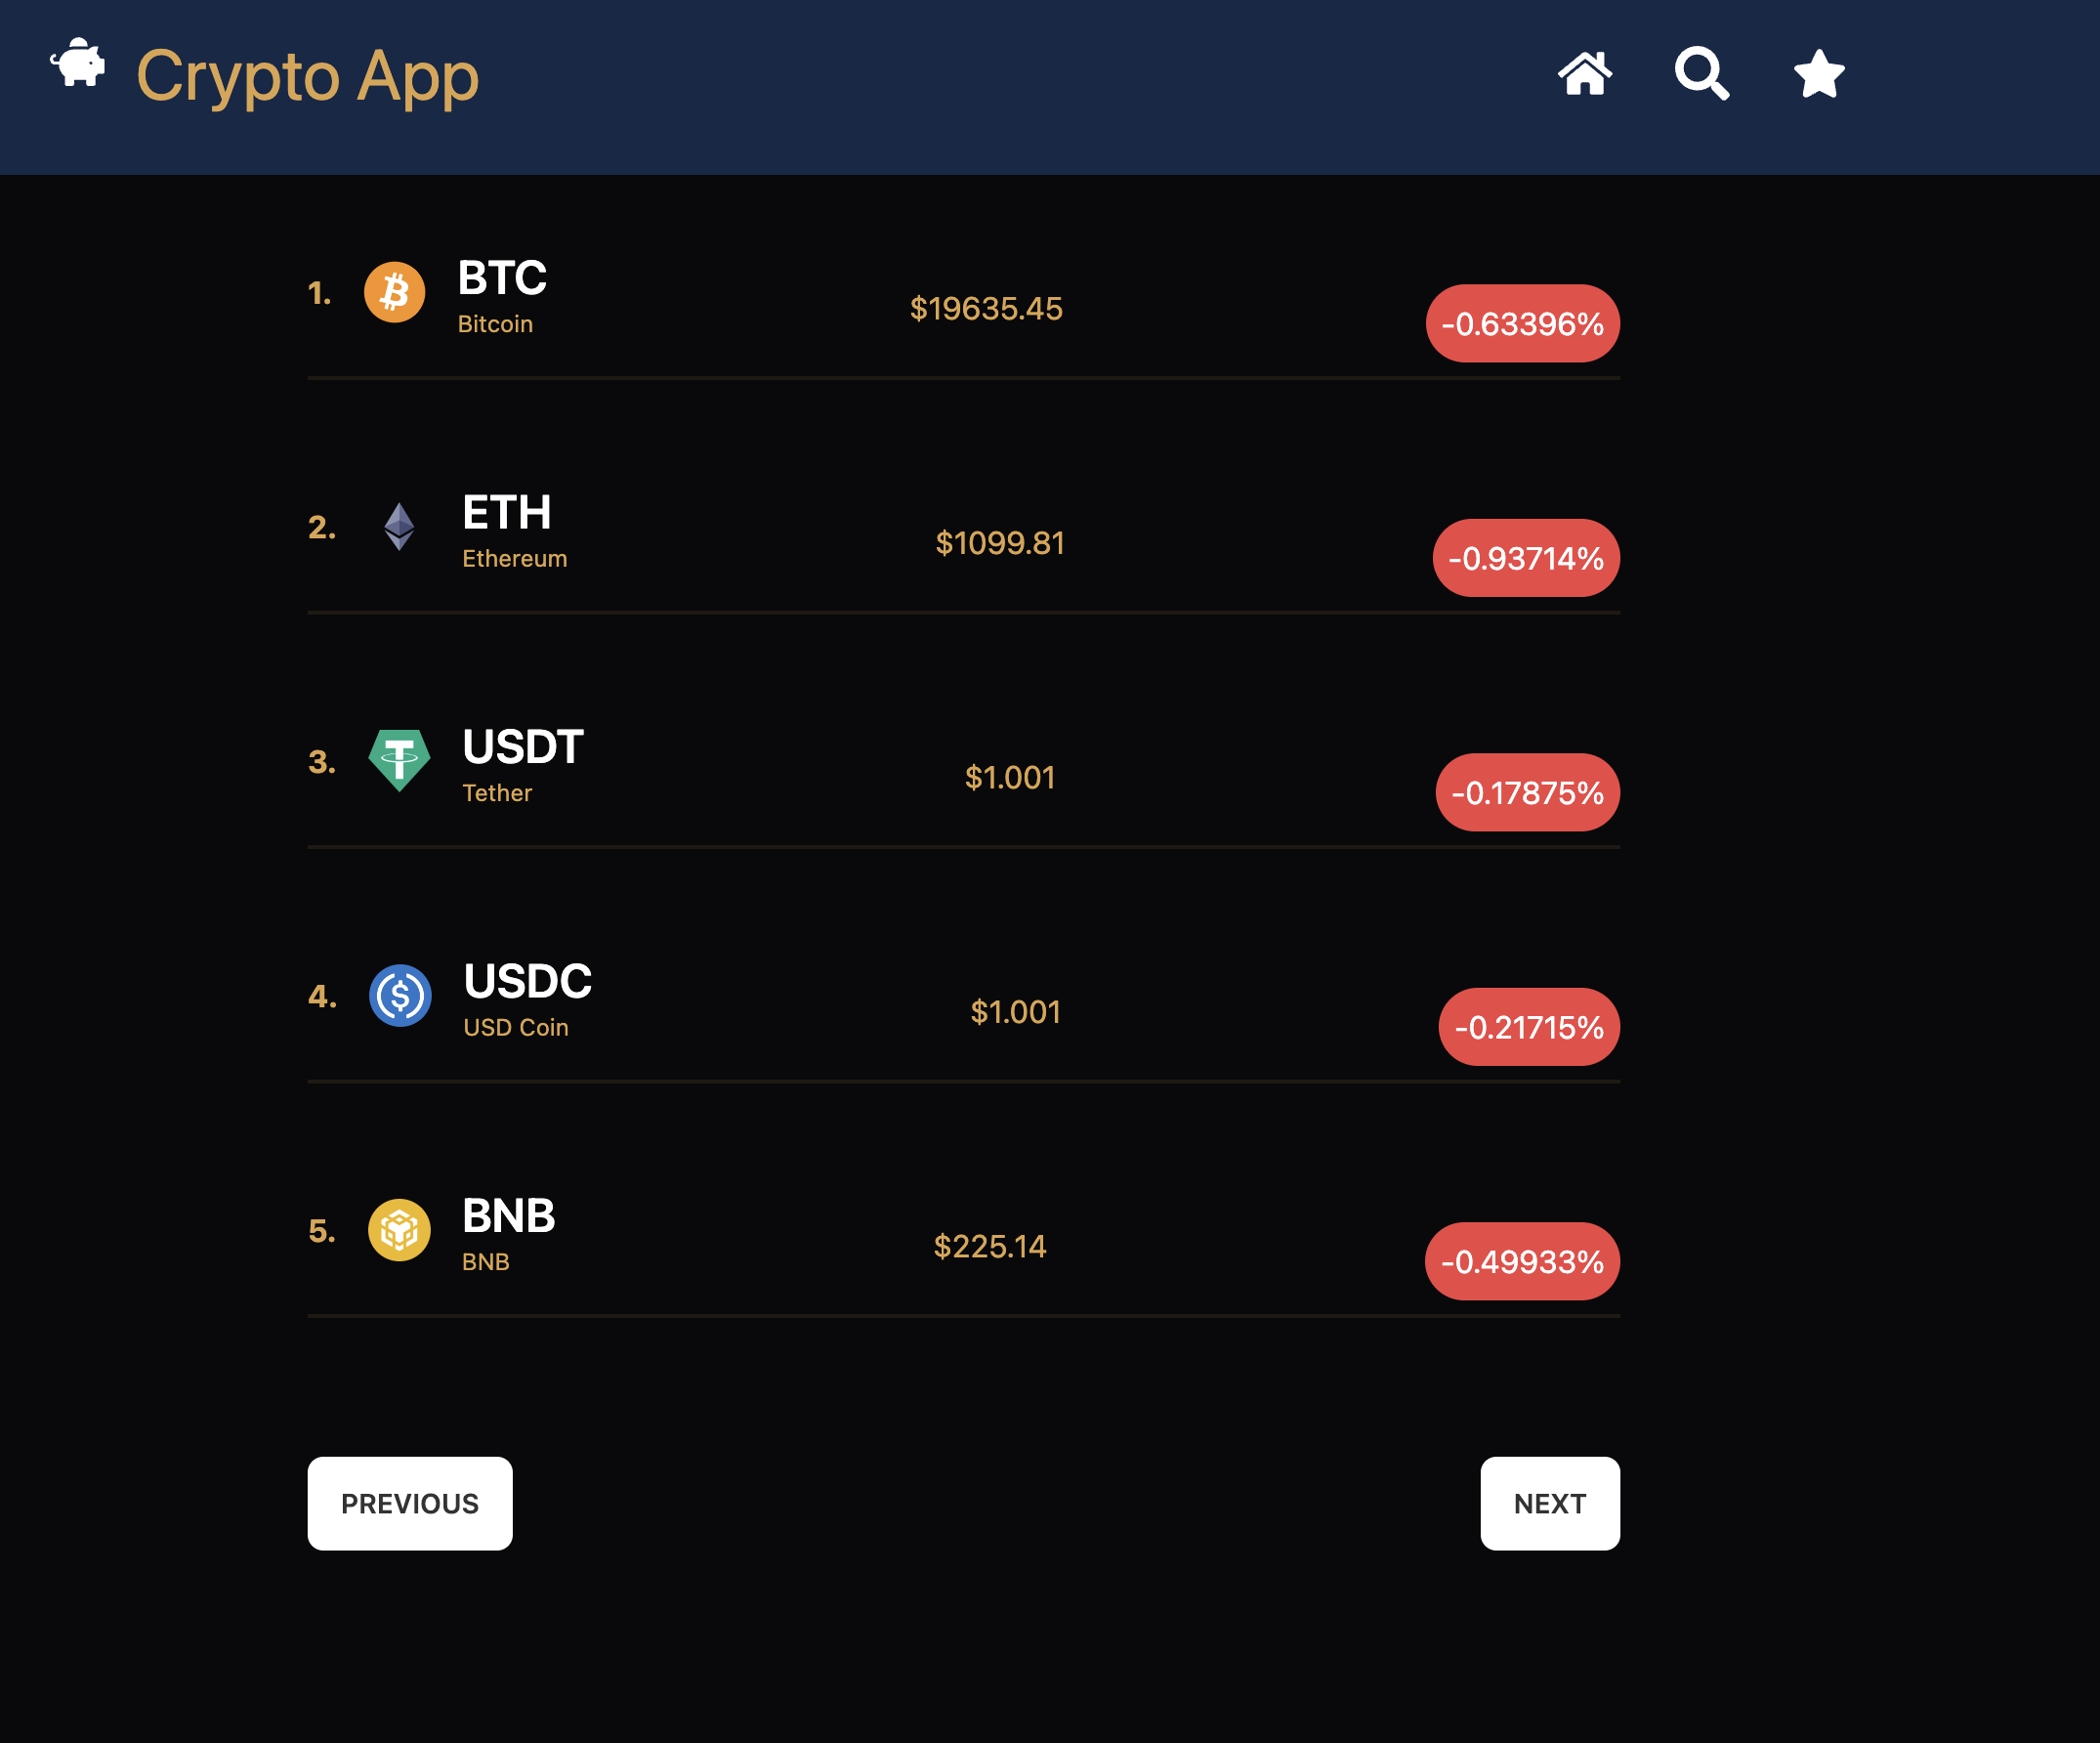 Crypto App
1.
BTC
Bitcoin
$19635.45
-0.63396%
2.
ETH
Ethereum
$1099.81
-0.93714%
3.
USDT
Tether
$1.001
-0.17875%
4.
USDC
USD Coin
$1.001
-0.21715%
5.
BNB
BNB
$225.14
-0.49933%
PREVIOUS
NEXT